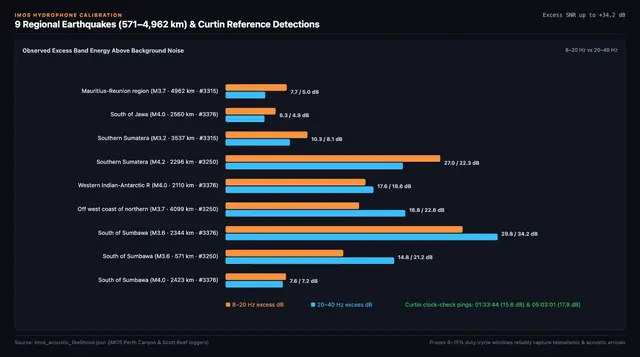 IMOS HYDROPHONE CALIBRATION
Excess SNR up to +34.2 dB
9 Regional Earthquakes (571–4,962 km) & Curtin Reference Detections
Observed Excess Band Energy Above Background Noise
8–20 Hz vs 20–40 Hz
Mauritius-Reunion region (M3.7 · 4962 km · #3315)
7.7 / 5.0 dB
South of Jawa (M4.0 · 2560 km · #3376)
6.3 / 4.9 dB
Southern Sumatera (M3.2 · 3537 km · #3315)
10.3 / 8.1 dB
Southern Sumatera (M4.2 · 2296 km · #3250)
27.0 / 22.3 dB
Western Indian-Antarctic R (M4.0 · 2110 km · #3376)
17.6 / 18.6 dB
Off west coast of northern (M3.7 · 4099 km · #3250)
16.8 / 22.6 dB
South of Sumbawa (M3.6 · 2344 km · #3376)
29.8 / 34.2 dB
South of Sumbawa (M3.6 · 571 km · #3250)
14.8 / 21.2 dB
South of Sumbawa (M4.0 · 2423 km · #3376)
7.6 / 7.2 dB
8–20 Hz excess dB
20–40 Hz excess dB
Curtin clock-check pings: 01:33:44 (15.6 dB) & 05:03:01 (17.8 dB)
Source: imos_acoustic_likelihood.json (IMOS Perth Canyon & Scott Reef loggers)
Proves 8–15% duty-cycle windows reliably capture teleseismic & acoustic arrivals